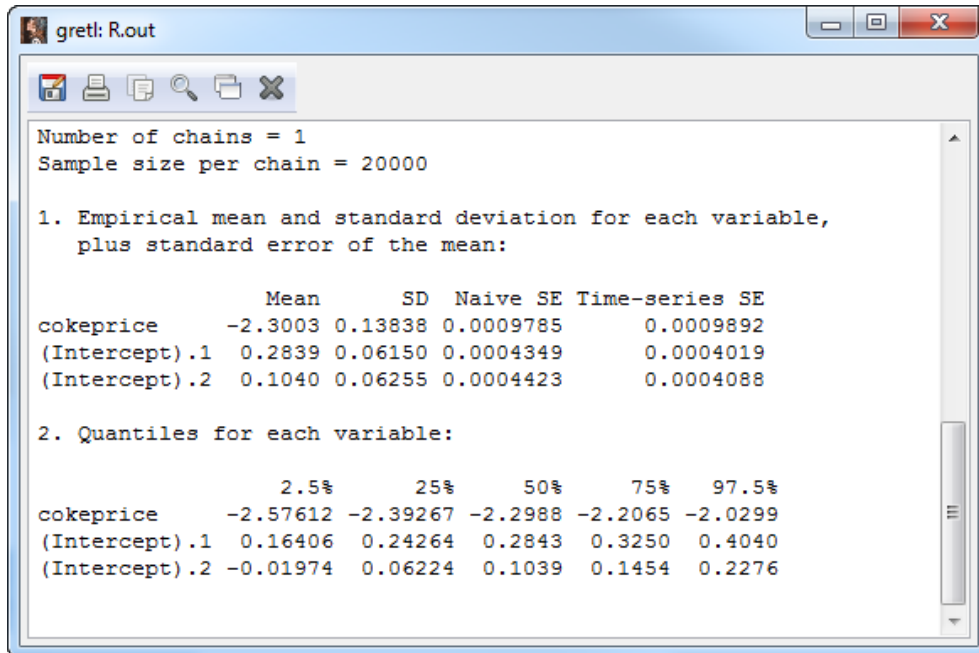 gretl: R.out
Number of chains = 1
Sample size per chain = 20000
1. Empirical mean and standard deviation for each variable,
plus standard error of the mean:
Mean SD Naive SE Time-series SE
cokeprice -2.3003 0.13838 0.0009785 0.0009892
(Intercept).1 0.2839 0.06150 0.0004349 0.0004019
(Intercept).2 0.1040 0.06255 0.0004423 0.0004088
2. Quantiles for each variable:
2.5% 25% 50% 75% 97.5%
cokeprice -2.57612 -2.39267 -2.2988 -2.2065 -2.0299
(Intercept).1 0.16406 0.24264 0.2843 0.3250 0.4040
(Intercept).2 -0.01974 0.06224 0.1039 0.1454 0.2276